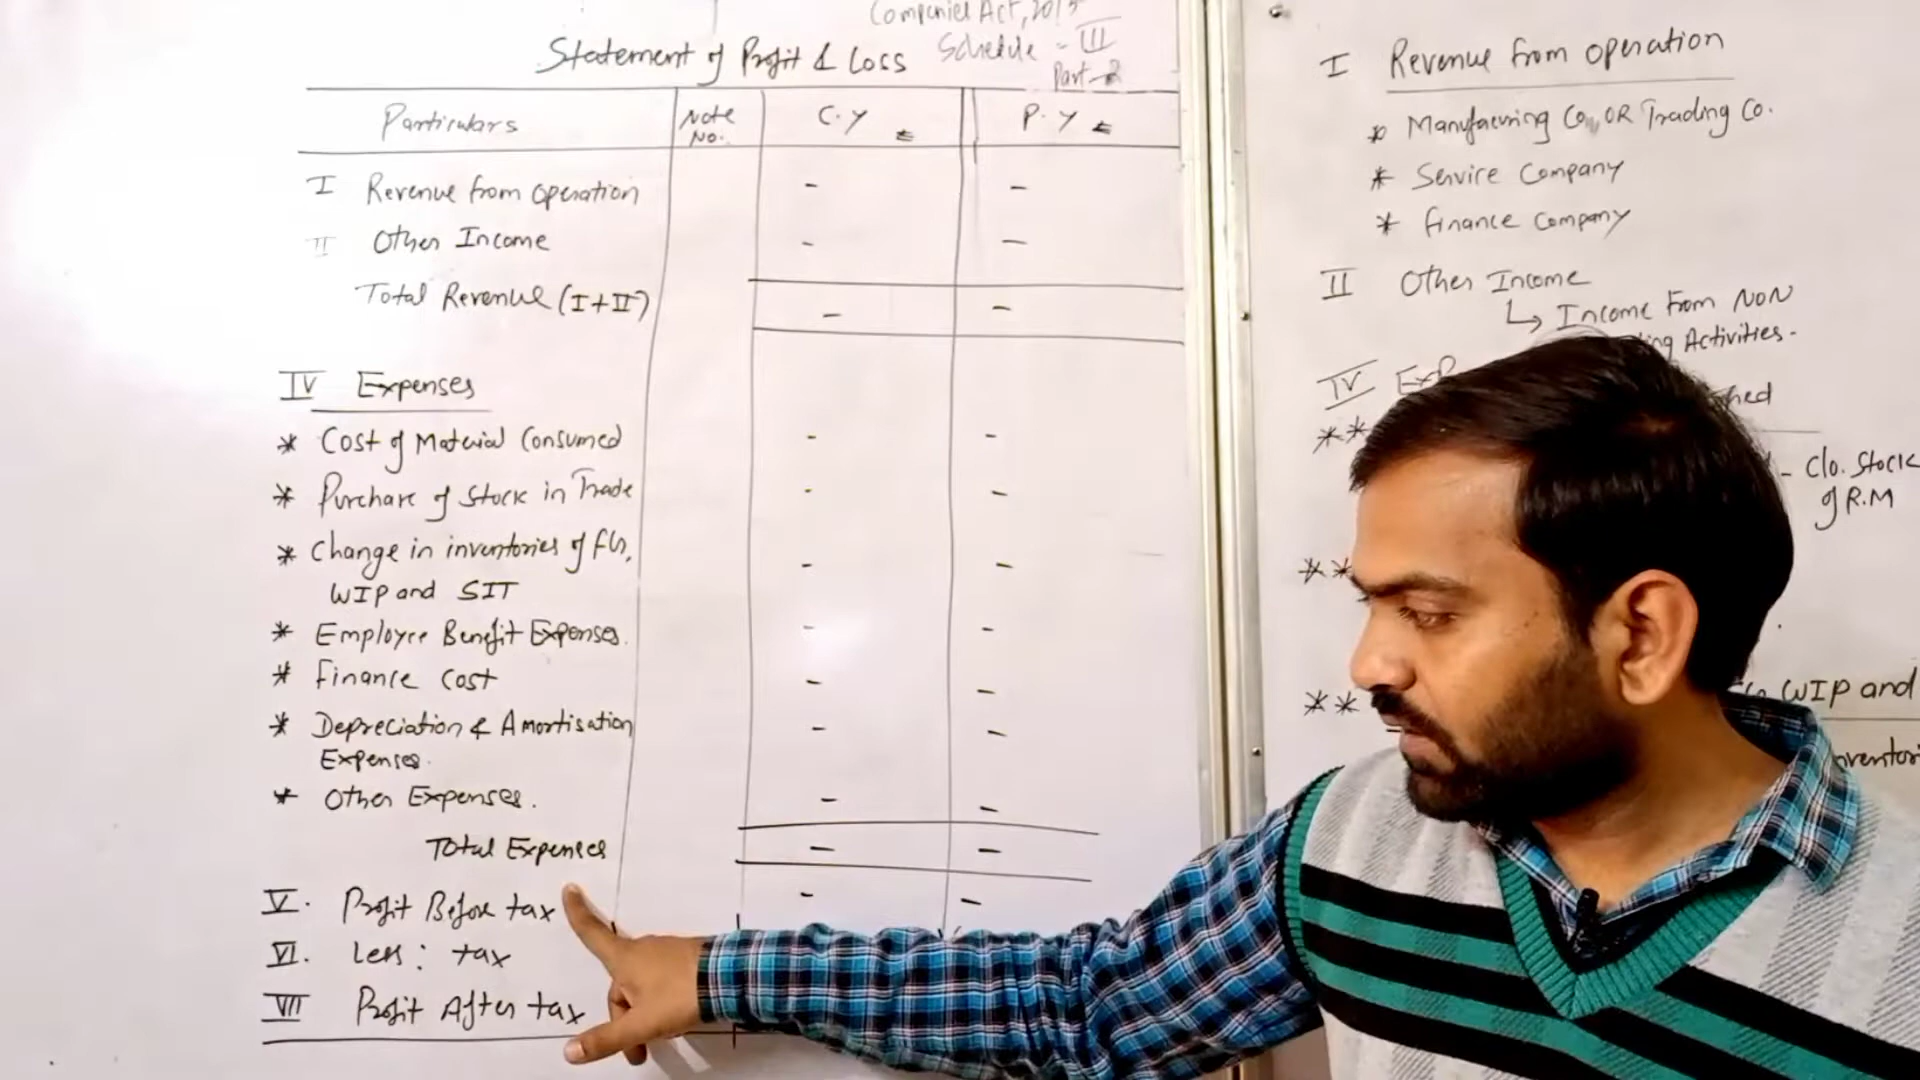 Companies Act, 2013
Statement of Profit & Loss Schedule - III
Part-2
Particulars Note No. C.Y P.Y
I Revenue from operation - -
II Other Income - -
Total Revenue (I+II) - -
IV Expenses
* Cost of Material Consumed - -
* Purchare of Stock in Trade - -
* Change in inventories of FG, - -
WIP and SIT
* Employee Benefit Expenses. - -
* Finance Cost - -
* Depreciation & Amortisation - -
Expenses.
* Other Expenses. - -
Total Expenses - -
V. Profit Before tax - -
VI. Less: tax
VII Profit After tax
I Revenue from operation
* Manufacuring Co, OR Trading Co.
* Service Company
* Finance Company
II Other Income
↳ Income From NON
Activities-
IV
**
- Clo. Stock
of R.M
**
** WIP and